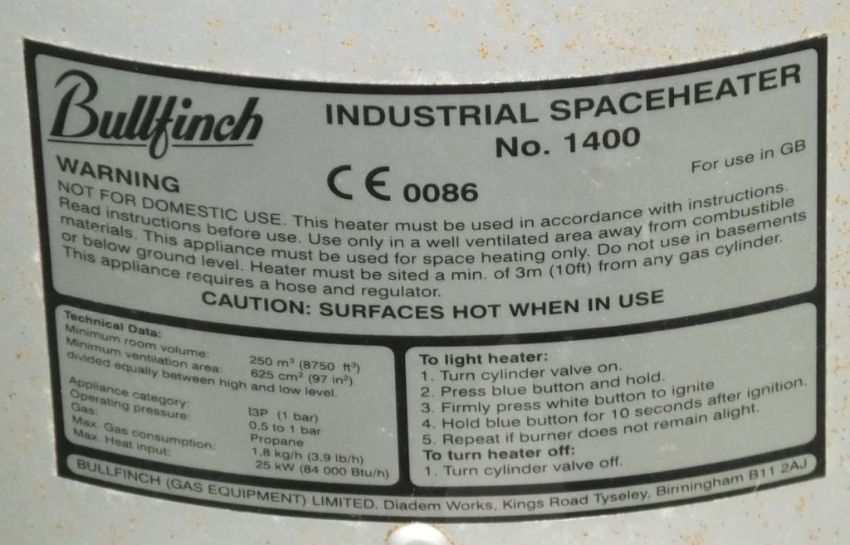 Bullfinch
INDUSTRIAL SPACEHEATER
No. 1400
CE 0086
For use in GB
WARNING
NOT FOR DOMESTIC USE. This heater must be used in accordance with instructions.
Read instructions before use. Use only in a well ventilated area away from combustible
materials. This appliance must be used for space heating only. Do not use in basements
or below ground level. Heater must be sited a min. of 3m (10ft) from any gas cylinder.
This appliance requires a hose and regulator.
CAUTION: SURFACES HOT WHEN IN USE
Technical Data:
Minimum room volume: 250 m³ (8750 ft³)
Minimum ventilation area: 625 cm² (97 in²)
divided equally between high and low level.
Appliance category: I3P (1 bar)
Operating pressure: 0,5 to 1 bar
Gas: Propane
Max. Gas consumption: 1,8 kg/h (3,9 lb/h)
Max. Heat input: 25 kW (84 000 Btu/h)
To light heater:
1. Turn cylinder valve on.
2. Press blue button and hold.
3. Firmly press white button to ignite
4. Hold blue button for 10 seconds after ignition.
5. Repeat if burner does not remain alight.
To turn heater off:
1. Turn cylinder valve off.
BULLFINCH (GAS EQUIPMENT) LIMITED, Diadem Works, Kings Road Tyseley, Birmingham B11 2AJ